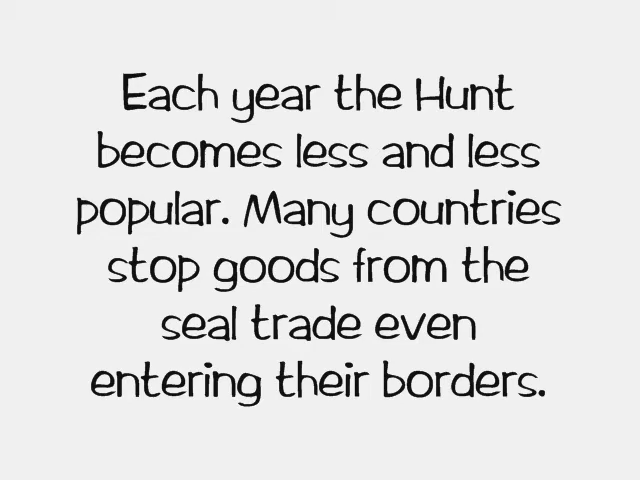 Each year the Hunt
becomes less and less
popular. Many countries
stop goods from the
seal trade even
entering their borders.